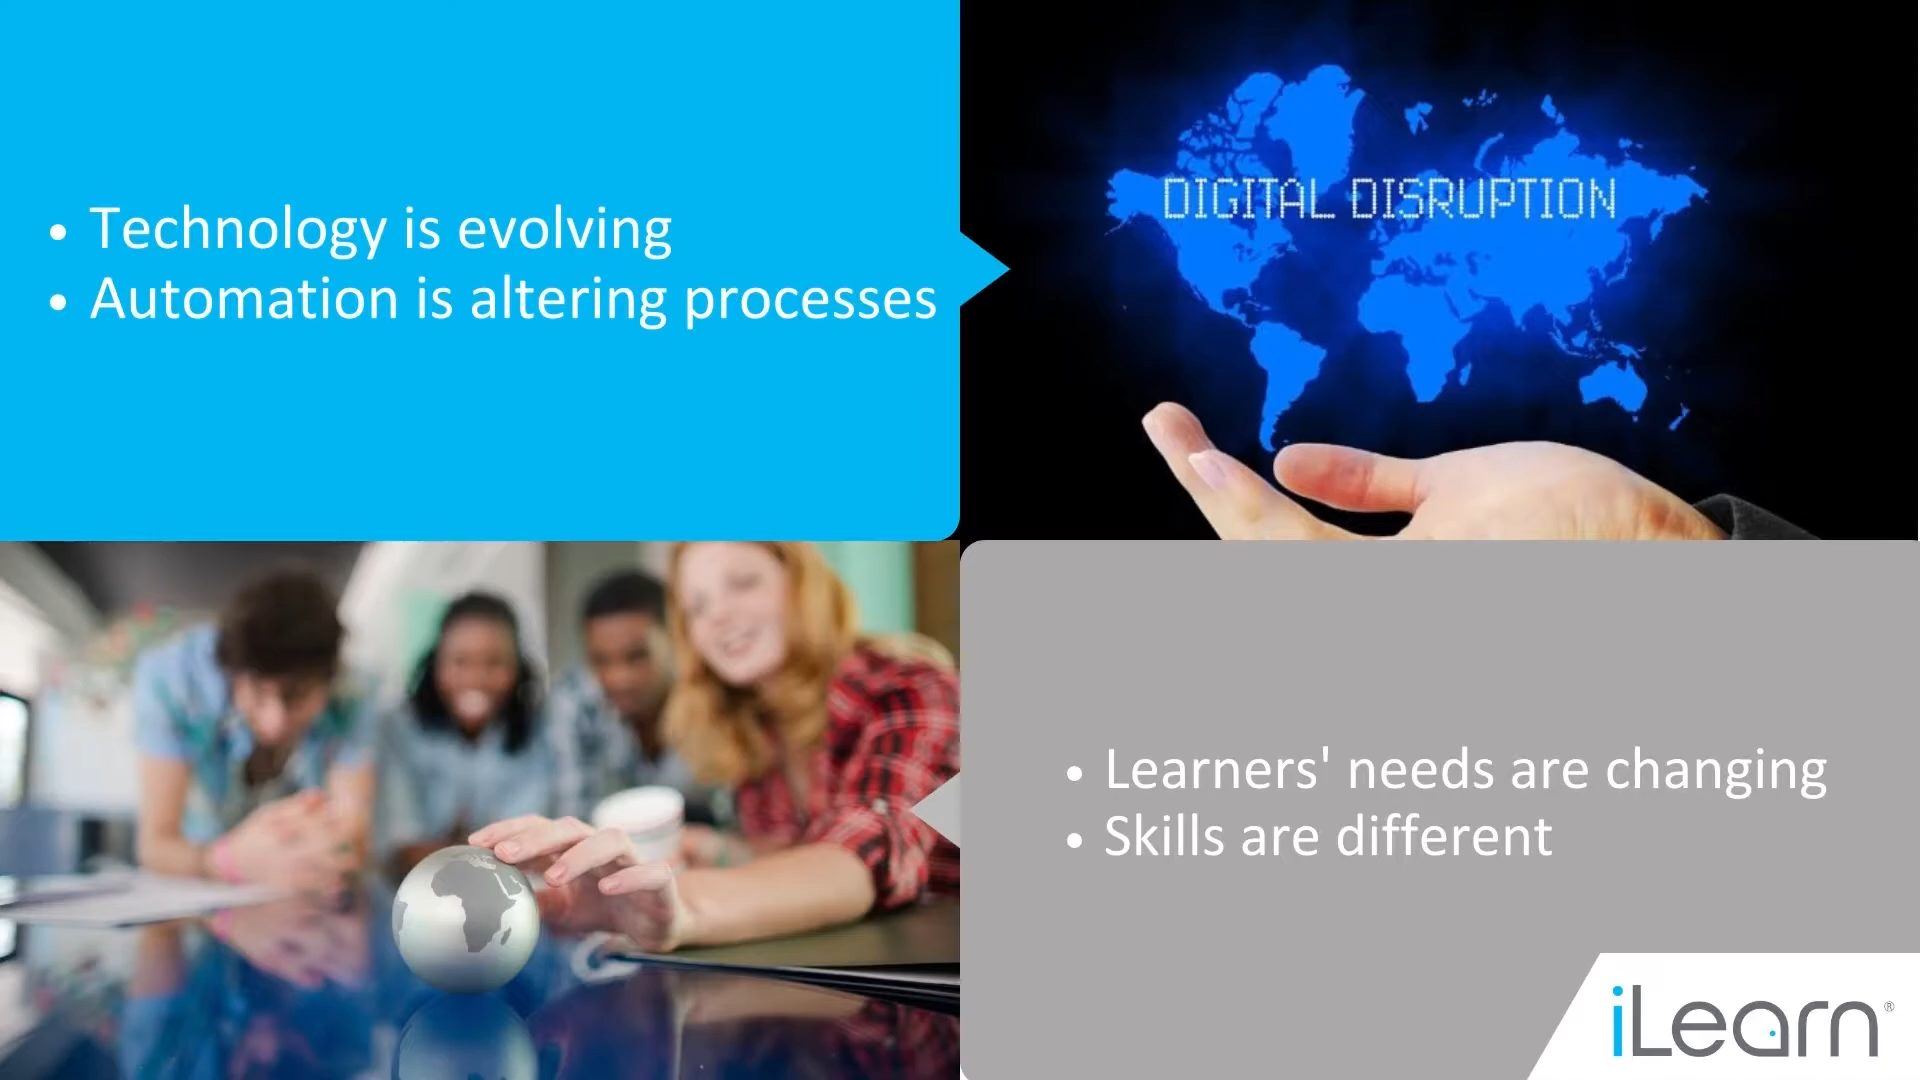 • Technology is evolving
• Automation is altering processes
DIGITAL DISRUPTION
• Learners' needs are changing
• Skills are different
iLearn®